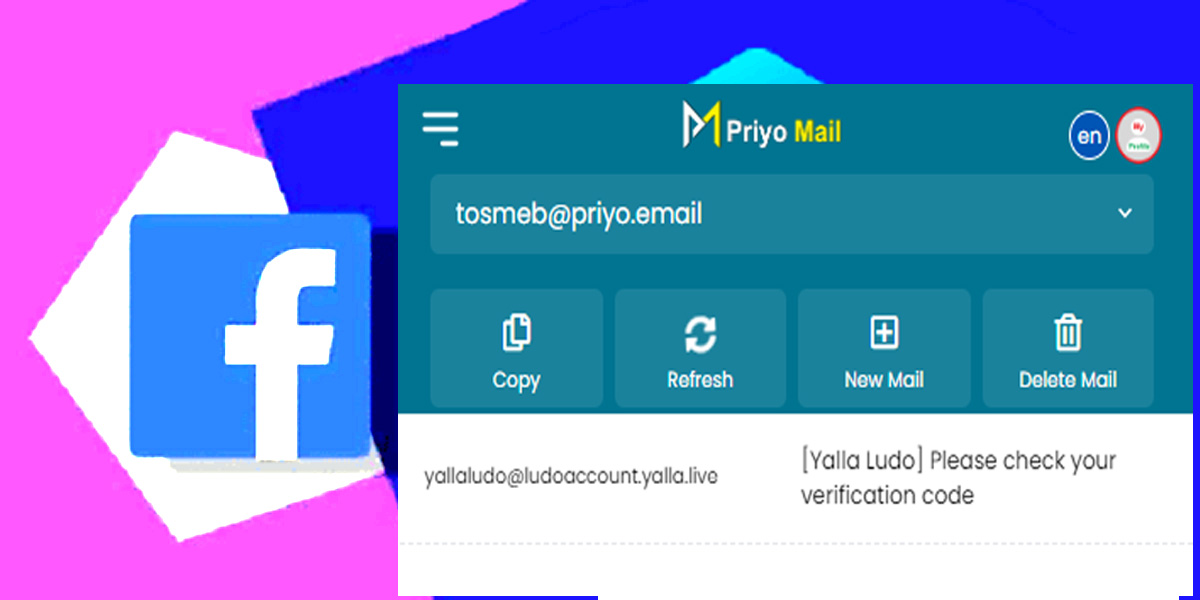 Priyo Mail
en
My
Profile
tosmeb@priyo.email
Copy
Refresh
New Mail
Delete Mail
yallaludo@ludoaccount.yalla.live
[Yalla Ludo] Please check your
verification code